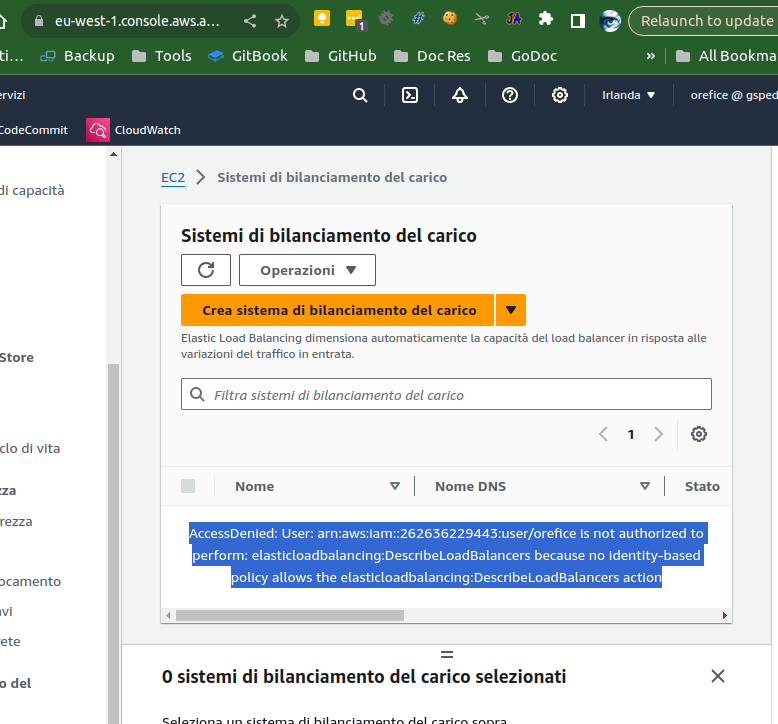 eu-west-1.console.aws.a...
1
JA
Relaunch to update
ti...
Backup
Tools
GitBook
GitHub
Doc Res
GoDoc
»
All Bookma
ervizi
Irlanda
orefice @ gsped
CodeCommit
CloudWatch
di capacità
EC2
Sistemi di bilanciamento del carico
Sistemi di bilanciamento del carico
Operazioni
Crea sistema di bilanciamento del carico
Elastic Load Balancing dimensiona automaticamente la capacità del load balancer in risposta alle
variazioni del traffico in entrata.
Store
Filtra sistemi di bilanciamento del carico
1
clo di vita
Nome
Nome DNS
Stato
zza
rezza
AccessDenied: User: arn:aws:iam::262636229443:user/orefice is not authorized to
perform: elasticloadbalancing:DescribeLoadBalancers because no identity-based
policy allows the elasticloadbalancing:DescribeLoadBalancers action
ocamento
avi
rete
o del
0 sistemi di bilanciamento del carico selezionati
Seleziona un sistema di bilanciamento del carico sopra.